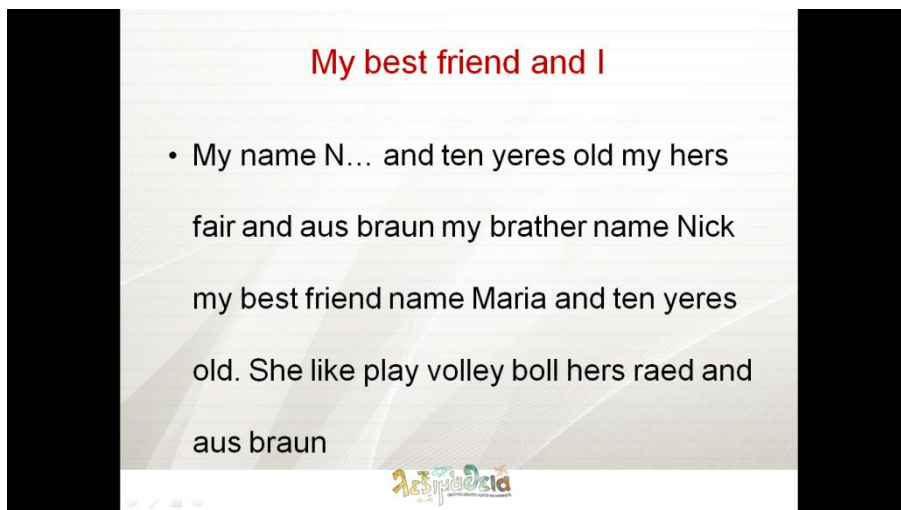 My best friend and I
• My name N… and ten yeres old my hers
fair and aus braun my brather name Nick
my best friend name Maria and ten yeres
old. She like play volley boll hers raed and
aus braun
λεξιμάθεια